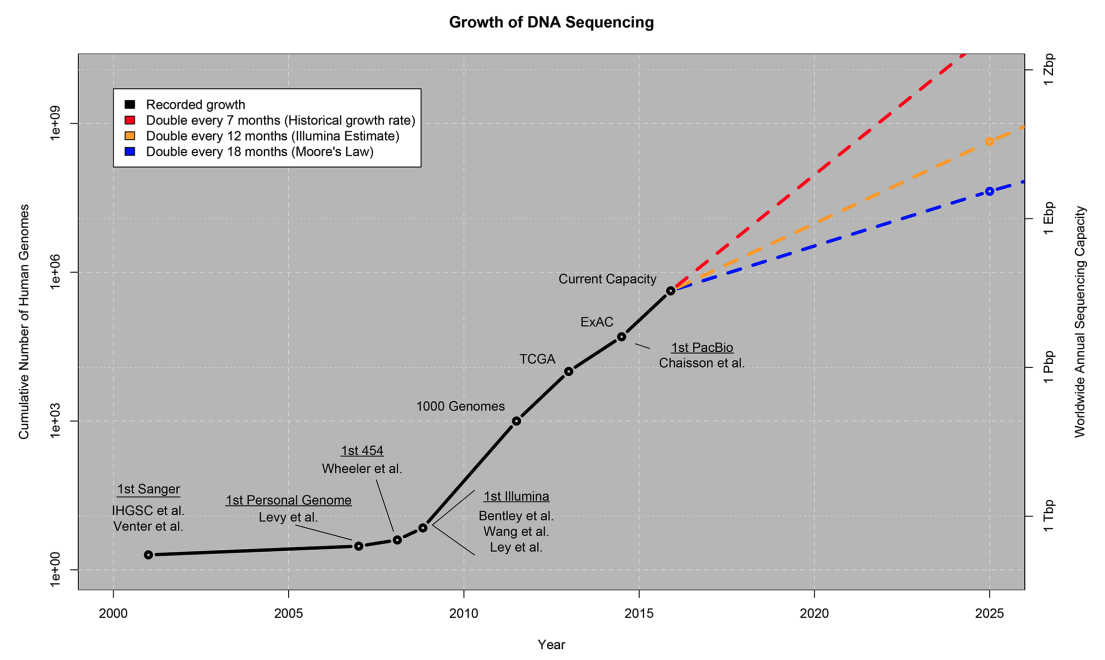 Growth of DNA Sequencing
Recorded growth
Double every 7 months (Historical growth rate)
Double every 12 months (Illumina Estimate)
Double every 18 months (Moore's Law)
Cumulative Number of Human Genomes
1e+09
1e+06
1e+03
1e+00
Worldwide Annual Sequencing Capacity
1 Zbp
1 Ebp
1 Pbp
1 Tbp
Current Capacity
ExAC
1st PacBio
Chaisson et al.
TCGA
1000 Genomes
1st 454
Wheeler et al.
1st Sanger
IHGSC et al.
Venter et al.
1st Personal Genome
Levy et al.
1st Illumina
Bentley et al.
Wang et al.
Ley et al.
2000
2005
2010
2015
2020
2025
Year